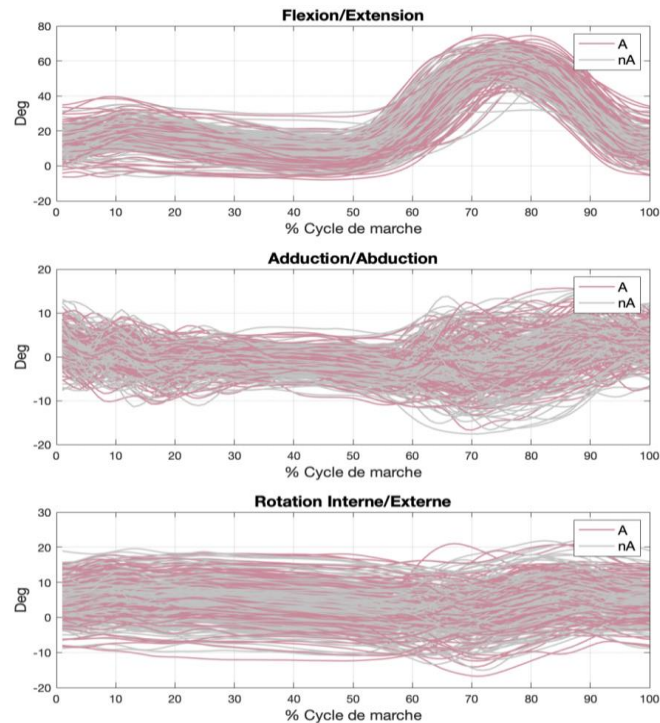 Flexion/Extension
80
60
40
20
0
-20
Deg
A
nA
0 10 20 30 40 50 60 70 80 90 100
% Cycle de marche
Adduction/Abduction
20
10
0
-10
-20
Deg
A
nA
0 10 20 30 40 50 60 70 80 90 100
% Cycle de marche
Rotation Interne/Externe
30
20
10
0
-10
-20
Deg
A
nA
0 10 20 30 40 50 60 70 80 90 100
% Cycle de marche